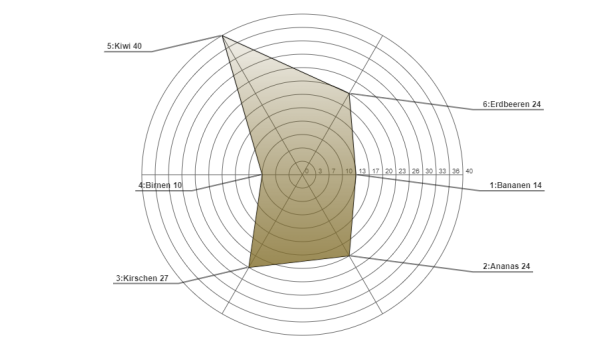 5:Kiwi 40
6:Erdbeeren 24
3 3 7 10 13 17 20 23 26 30 33 36 40
4:Birnen 10
1:Bananen 14
2:Ananas 24
3:Kirschen 27